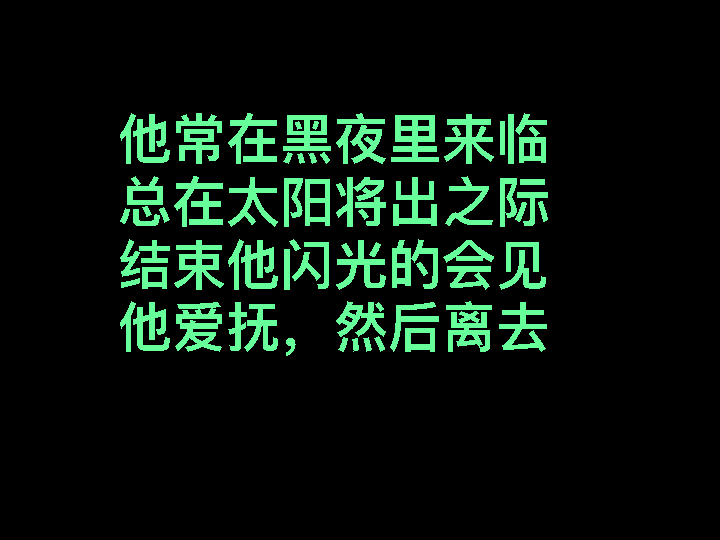 他常在黑夜里来临
总在太阳将出之际
结束他闪光的会见
他爱抚，然后离去